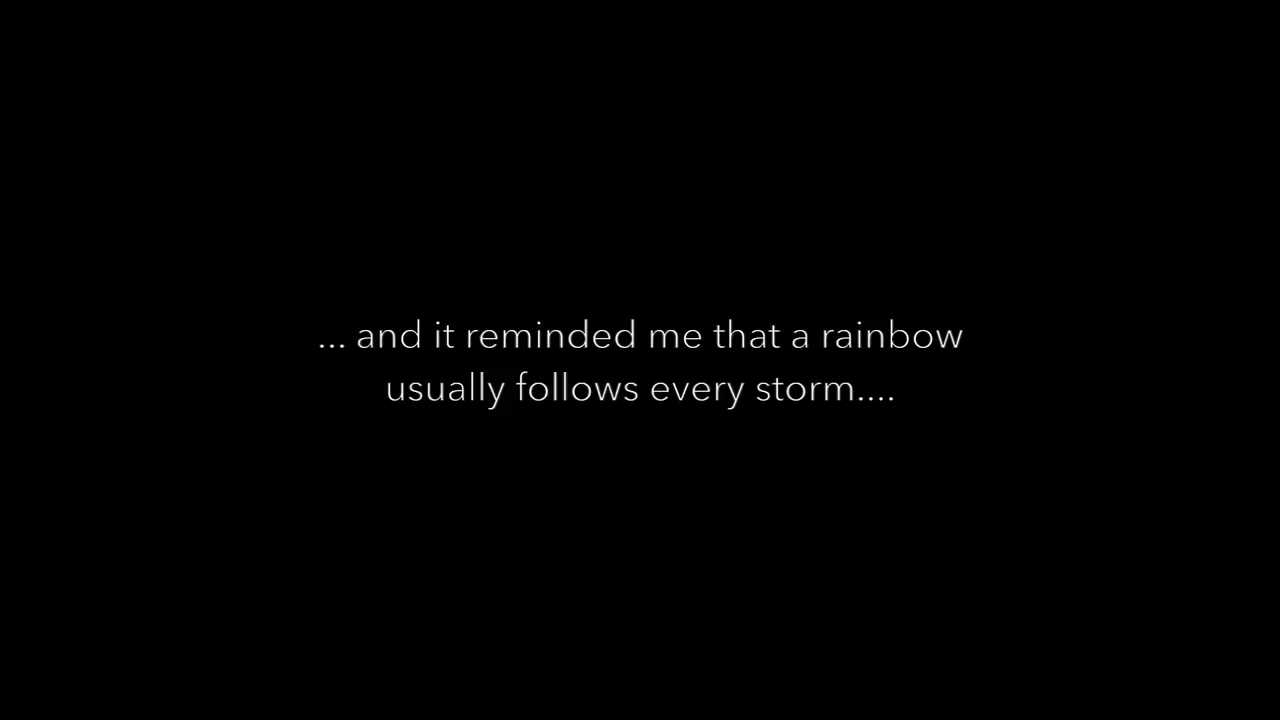 ... and it reminded me that a rainbow
usually follows every storm....